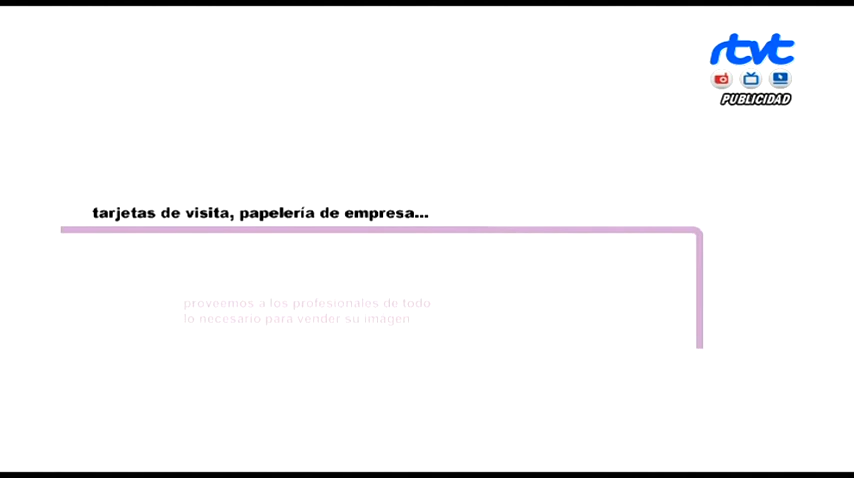 rtvt
PUBLICIDAD
tarjetas de visita, papelería de empresa...
proveemos a los profesionales de todo
lo necesario para vender su imagen